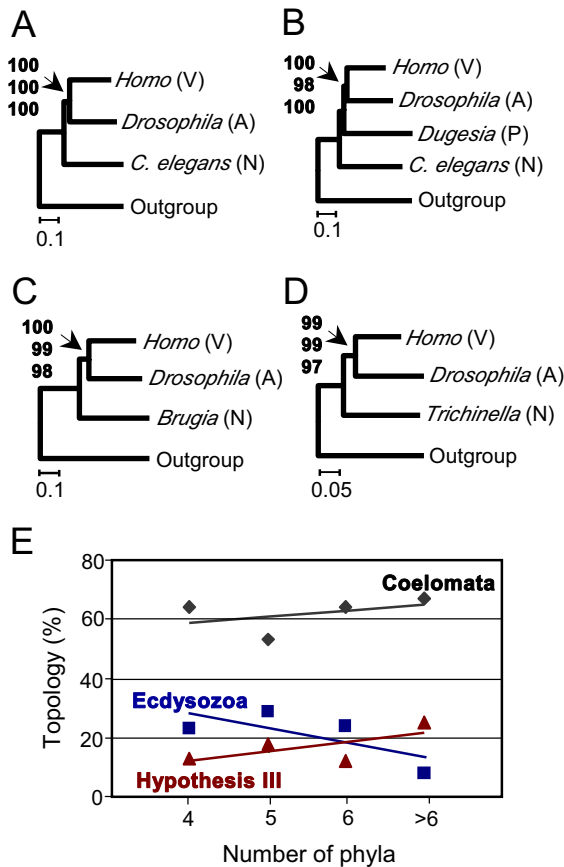 A
100
100
100
Homo (V)
Drosophila (A)
C. elegans (N)
Outgroup
0.1
B
100
98
100
Homo (V)
Drosophila (A)
Dugesia (P)
C. elegans (N)
Outgroup
0.1
C
100
99
98
Homo (V)
Drosophila (A)
Brugia (N)
Outgroup
0.1
D
99
99
97
Homo (V)
Drosophila (A)
Trichinella (N)
Outgroup
0.05
E
80
60
40
20
0
Topology (%)
Coelomata
Ecdysozoa
Hypothesis III
4 5 6 >6
Number of phyla